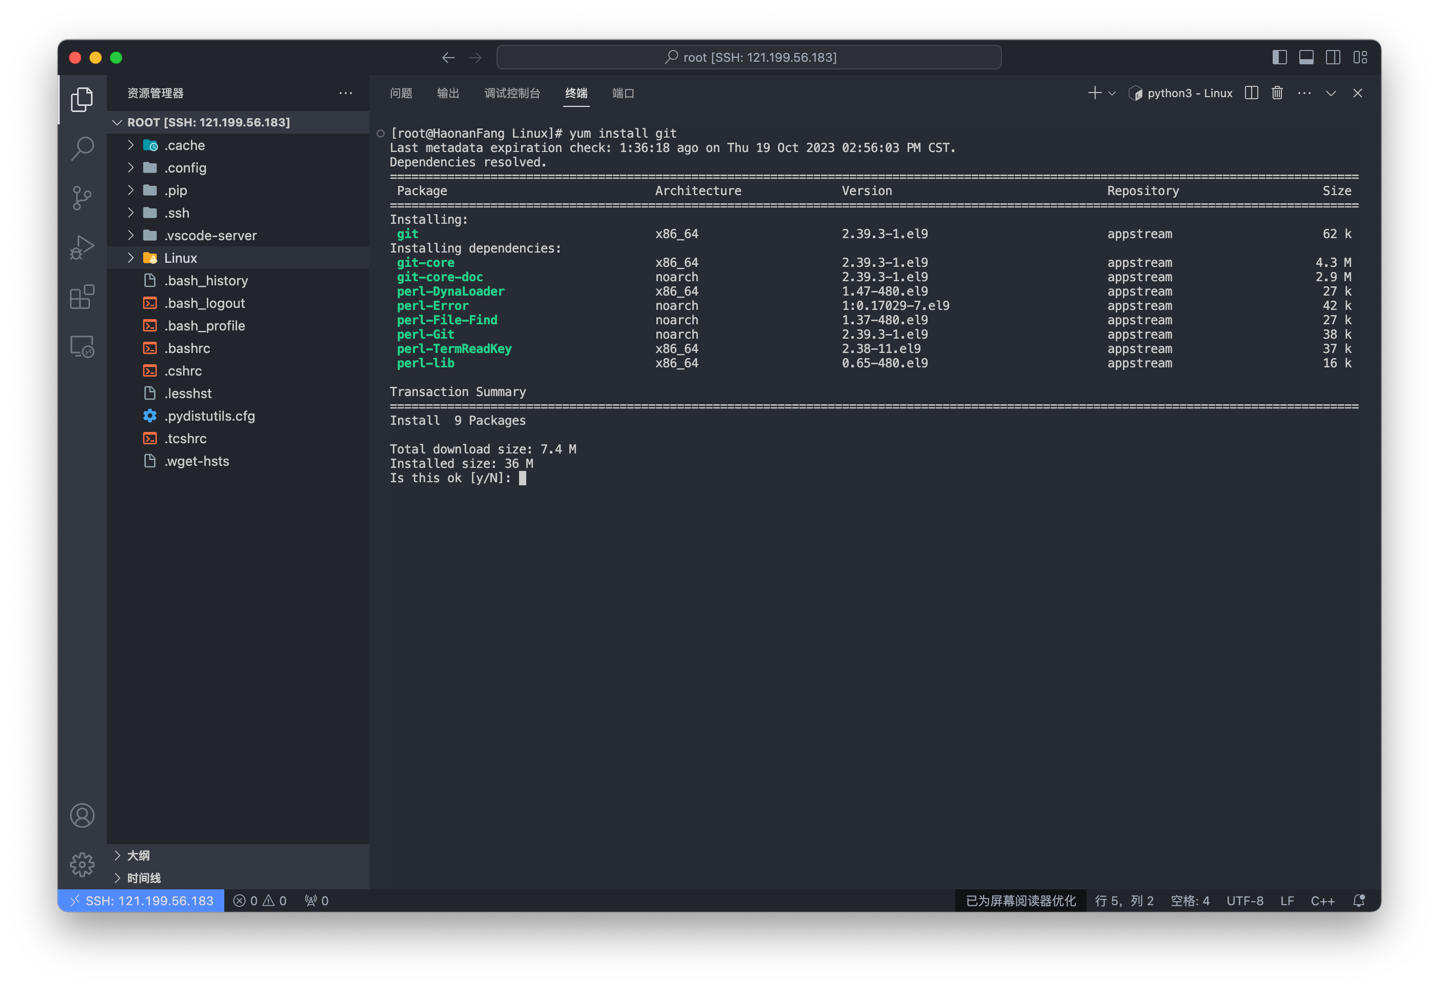 root [SSH: 121.199.56.183]
资源管理器
ROOT [SSH: 121.199.56.183]
.cache
.config
.pip
.ssh
.vscode-server
Linux
.bash_history
.bash_logout
.bash_profile
.bashrc
.cshrc
.lesshst
.pydistutils.cfg
.tcshrc
.wget-hsts
大纲
时间线
问题 输出 调试控制台 终端 端口
python3 - Linux
[root@HaonanFang Linux]# yum install git
Last metadata expiration check: 1:36:18 ago on Thu 19 Oct 2023 02:56:03 PM CST.
Dependencies resolved.
Package Architecture Version Repository Size
Installing:
git x86_64 2.39.3-1.el9 appstream 62 k
Installing dependencies:
git-core x86_64 2.39.3-1.el9 appstream 4.3 M
git-core-doc noarch 2.39.3-1.el9 appstream 2.9 M
perl-DynaLoader x86_64 1.47-480.el9 appstream 27 k
perl-Error noarch 1:0.17029-7.el9 appstream 42 k
perl-File-Find noarch 1.37-480.el9 appstream 27 k
perl-Git noarch 2.39.3-1.el9 appstream 38 k
perl-TermReadKey x86_64 2.38-11.el9 appstream 37 k
perl-lib x86_64 0.65-480.el9 appstream 16 k
Transaction Summary
Install 9 Packages
Total download size: 7.4 M
Installed size: 36 M
Is this ok [y/N]:
SSH: 121.199.56.183 0 0 0 已为屏幕阅读器优化 行 5, 列 2 空格: 4 UTF-8 LF C++